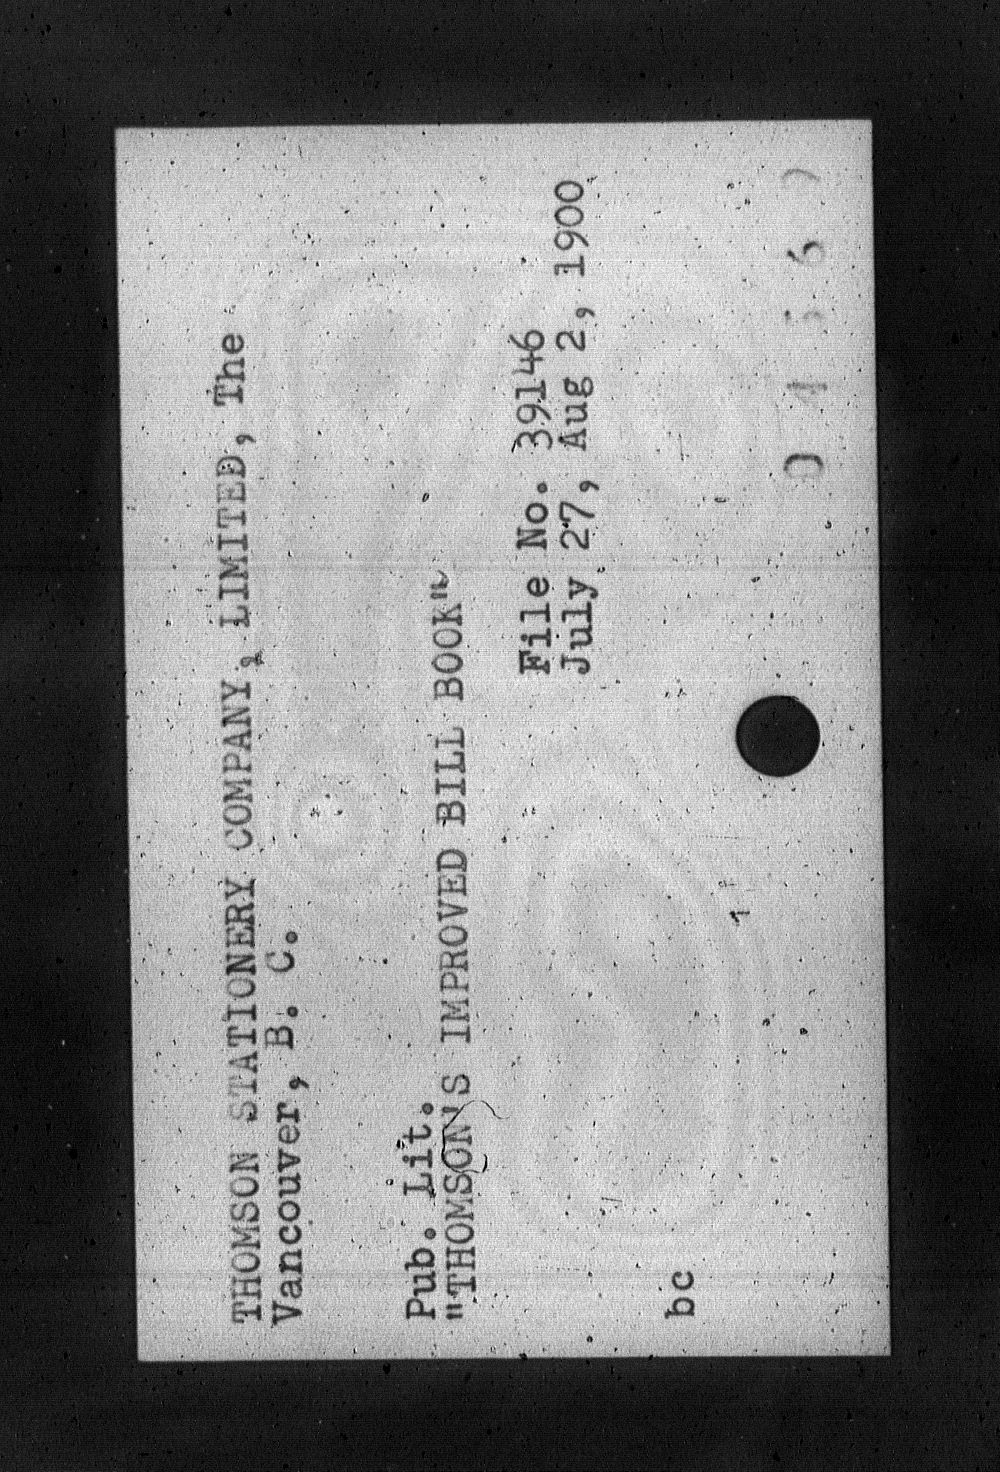 THOMSON STATIONERY COMPANY, LIMITED, The
Vancouver, B. C.
Pub. Lit.
"THOMSON'S IMPROVED BILL BOOK"
File No. 39146
July 27, Aug 2, 1900
bc